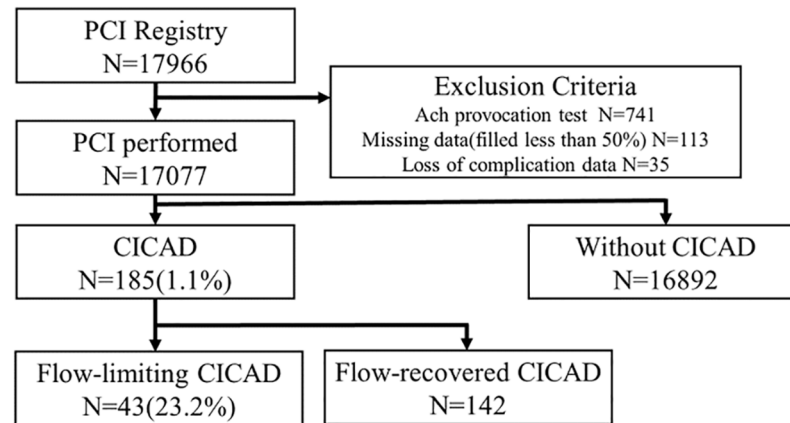 PCI Registry
N=17966
Exclusion Criteria
Ach provocation test N=741
Missing data(filled less than 50%) N=113
Loss of complication data N=35
PCI performed
N=17077
CICAD
N=185(1.1%)
Without CICAD
N=16892
Flow-limiting CICAD
N=43(23.2%)
Flow-recovered CICAD
N=142